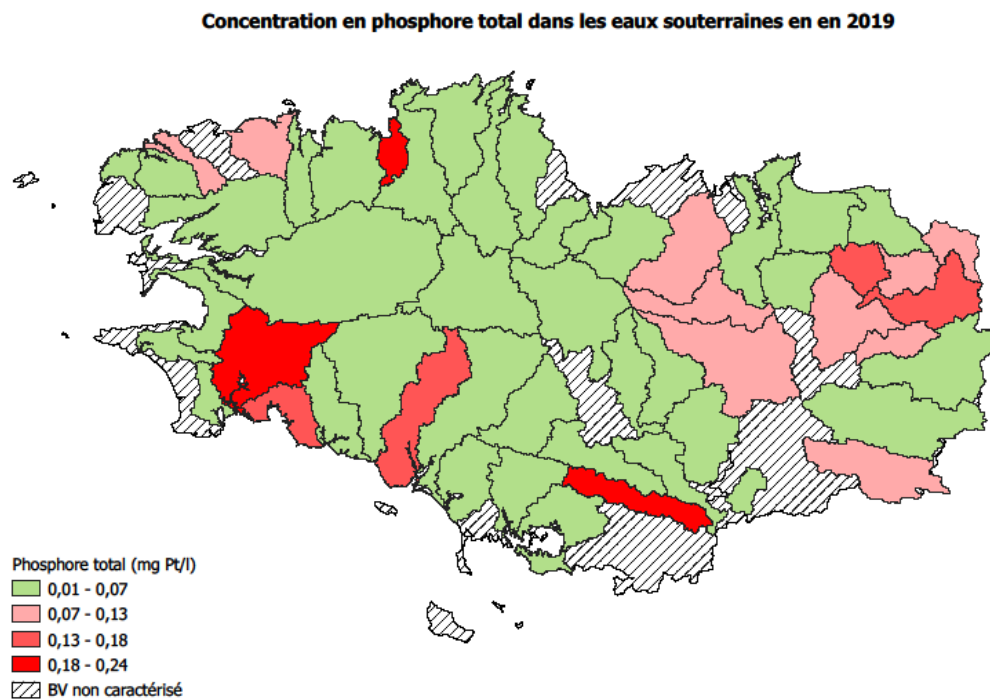 Concentration en phosphore total dans les eaux souterraines en en 2019
Phosphore total (mg Pt/l)
0,01 - 0,07
0,07 - 0,13
0,13 - 0,18
0,18 - 0,24
BV non caractérisé